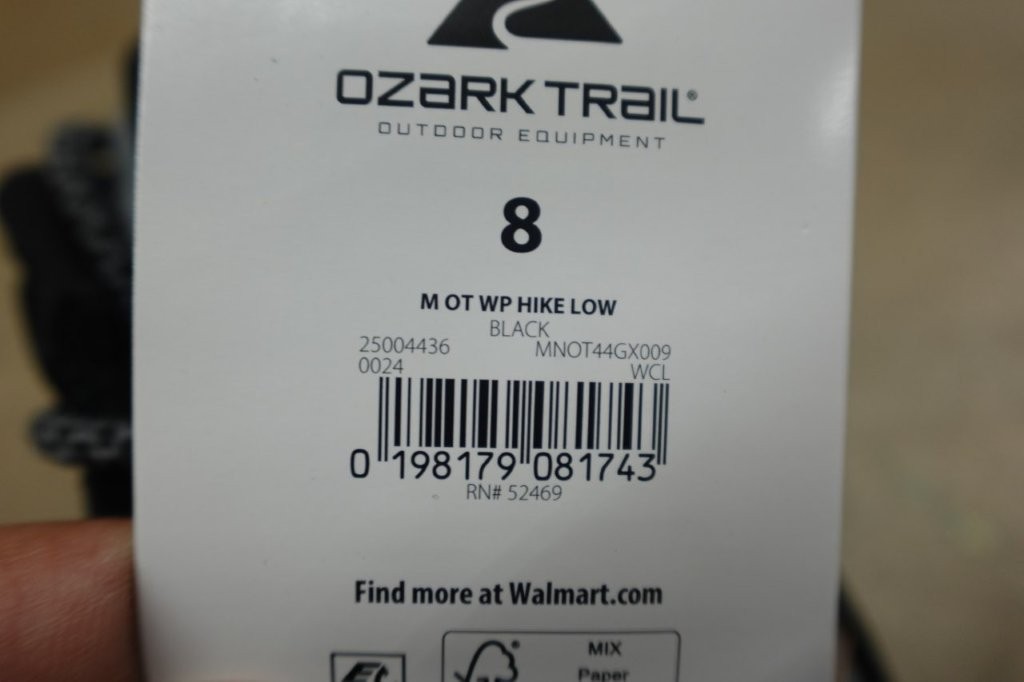 OZARK TRAIL®
OUTDOOR EQUIPMENT
8
M OT WP HIKE LOW
BLACK
25004436 MNOT44GX009
0024 WCL
0 198179 081743
RN# 52469
Find more at Walmart.com
MIX
Paper